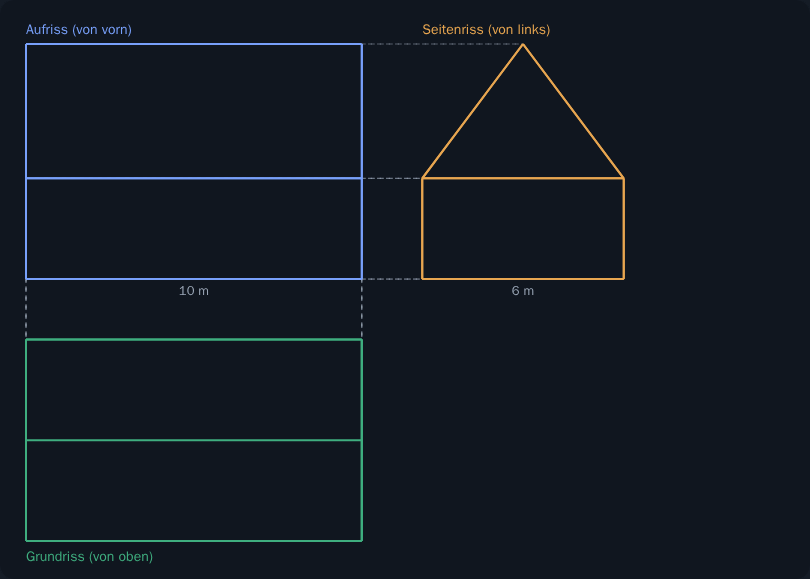 Aufriss (von vorn)
Seitenriss (von links)
10 m
6 m
Grundriss (von oben)